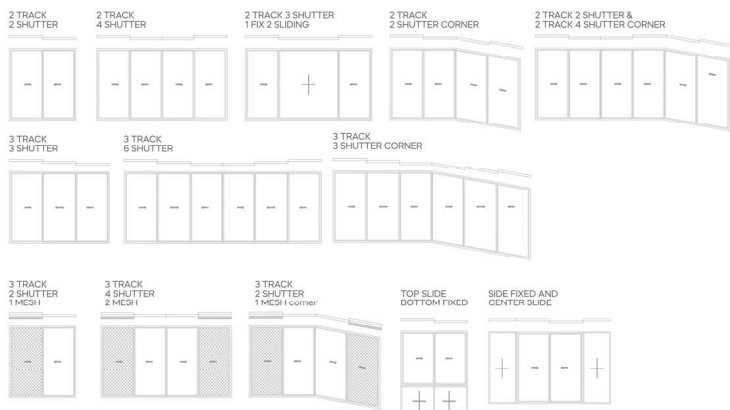 2 TRACK
2 SHUTTER
2 TRACK
4 SHUTTER
2 TRACK 3 SHUTTER
1 FIX 2 SLIDING
2 TRACK
2 SHUTTER CORNER
2 TRACK 2 SHUTTER &
2 TRACK 4 SHUTTER CORNER
3 TRACK
3 SHUTTER
3 TRACK
6 SHUTTER
3 TRACK
3 SHUTTER CORNER
3 TRACK
2 SHUTTER
1 MESH
3 TRACK
4 SHUTTER
2 MESH
3 TRACK
2 SHUTTER
1 MESH corner
TOP SLIDE
BOTTOM FIXED
SIDE FIXED AND
CENTER SLIDE